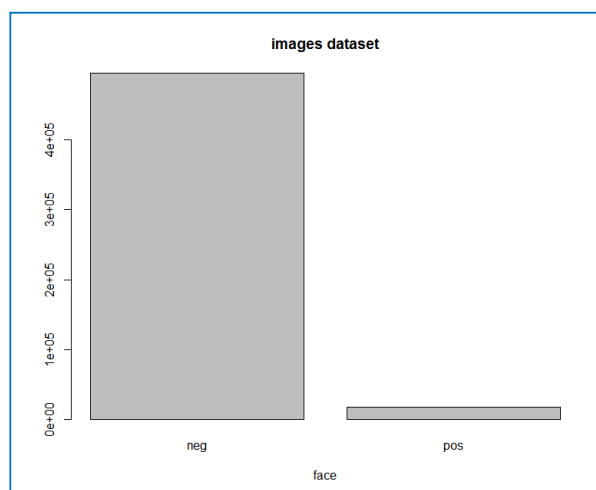 images dataset
4e+05
3e+05
2e+05
1e+05
0e+00
neg pos
face